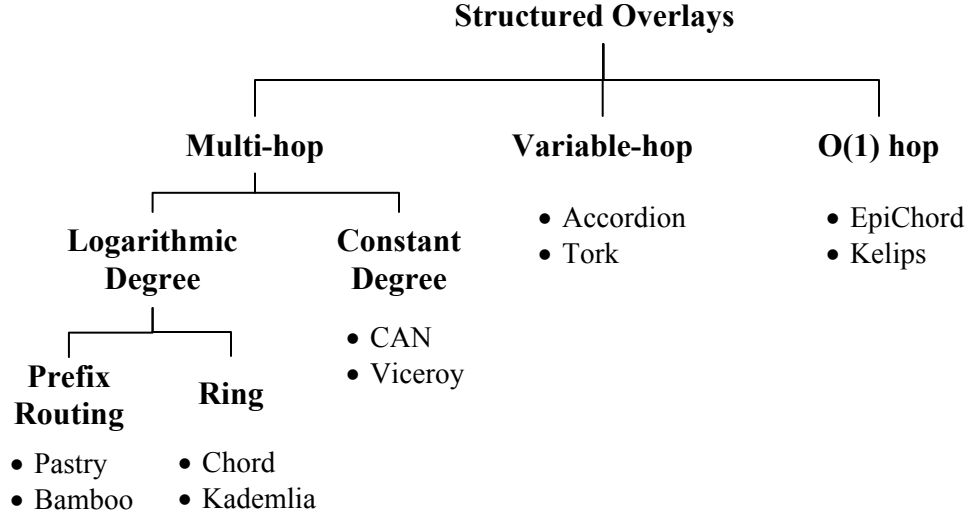 Structured Overlays
Multi-hop
Variable-hop
O(1) hop
• Accordion
• Tork
• EpiChord
• Kelips
Logarithmic
Degree
Constant
Degree
• CAN
• Viceroy
Prefix
Routing
Ring
• Pastry
• Bamboo
• Chord
• Kademlia